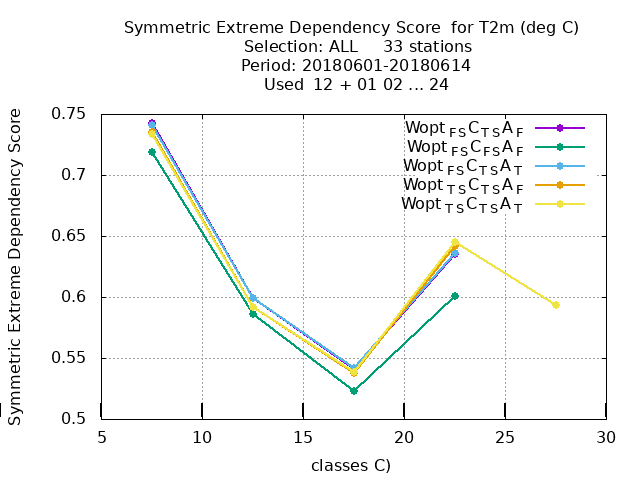 Symmetric Extreme Dependency Score  for T2m (deg C)
Selection: ALL     33 stations
Period: 20180601-20180614
Used  12 + 01 02 ... 24
Symmetric Extreme Dependency Score
0.75
0.7
0.65
0.6
0.55
0.5
Wopt FS C TS A F
Wopt FS C FS A F
Wopt FS C TS A T
Wopt TS C TS A F
Wopt TS C TS A T
5 10 15 20 25 30
classes C)